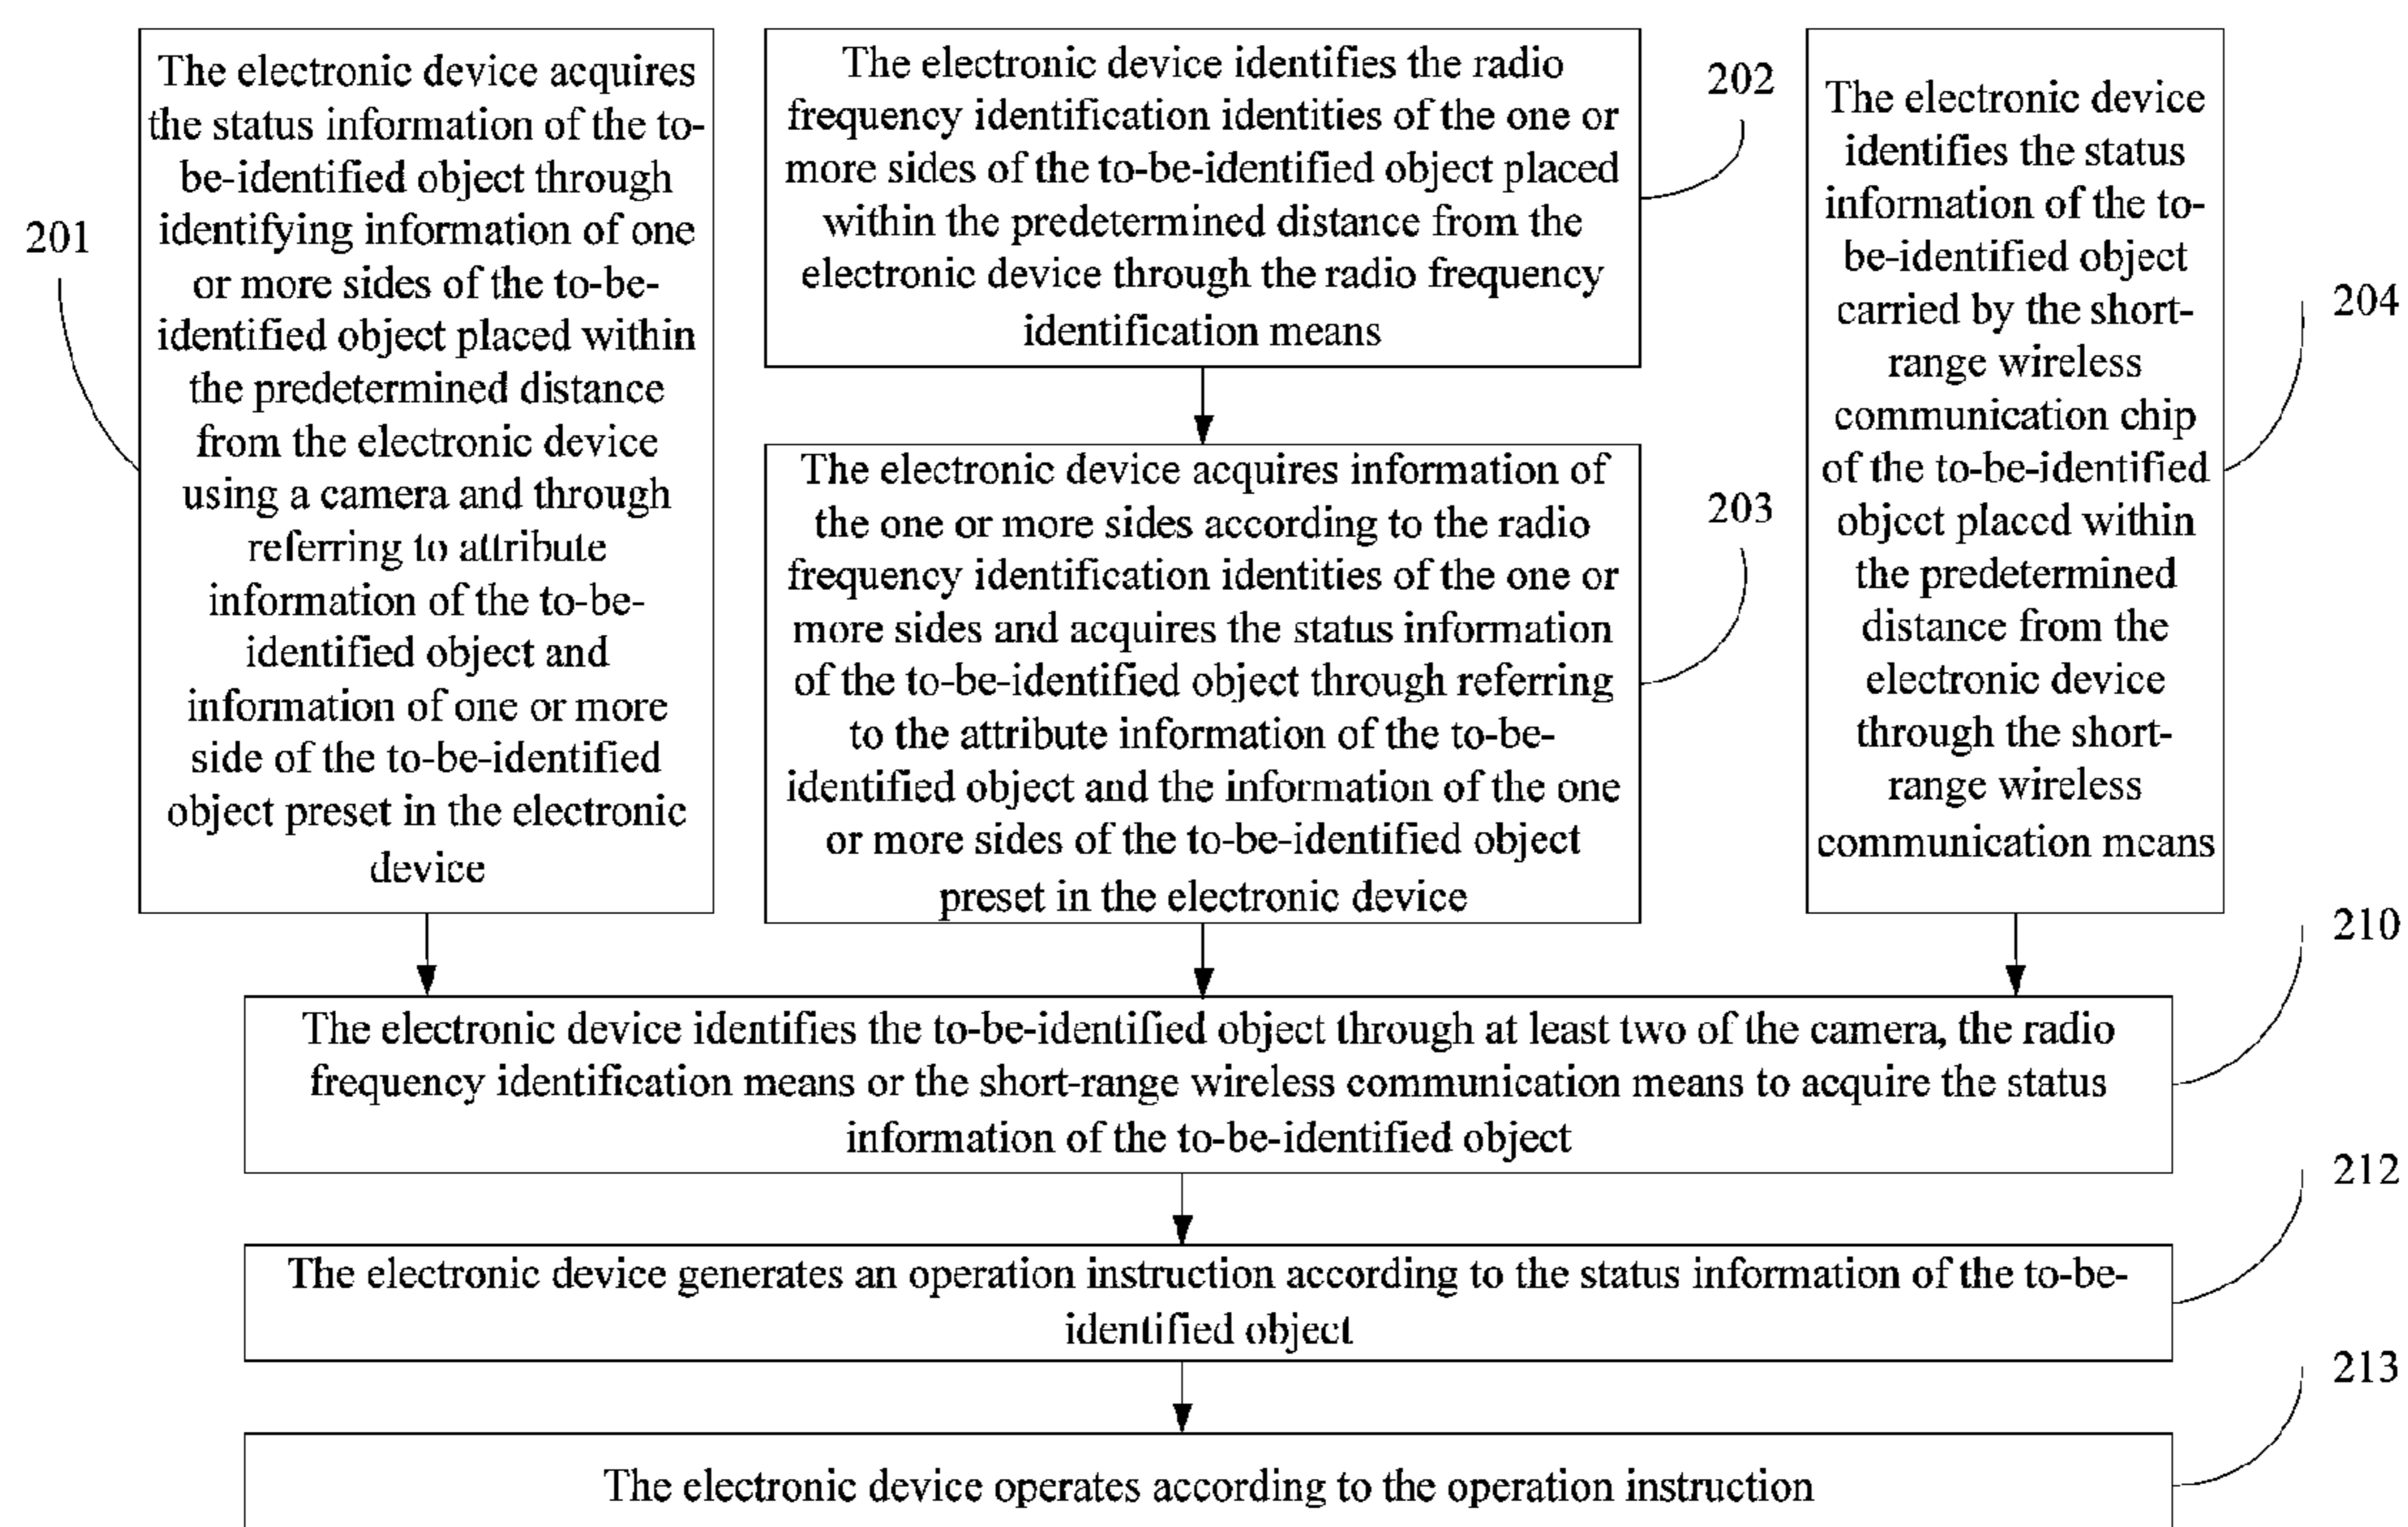 The electronic device acquires
the status information of the to-
be-identified object through
identifying information of one
or more sides of the to-be-
identified object placed within
the predetermined distance
from the electronic device
using a camera and through
referring to attribute
information of the to-be-
identified object and
information of one or more
side of the to-be-identified
object preset in the electronic
device
201
The electronic device identifies the radio
frequency identification identities of the one or
more sides of the to-be-identified object placed
within the predetermined distance from the
electronic device through the radio frequency
identification means
202
The electronic device acquires information of
the one or more sides according to the radio
frequency identification identities of the one or
more sides and acquires the status information
of the to-be-identified object through referring
to the attribute information of the to-be-
identified object and the information of the one
or more sides of the to-be-identified object
preset in the electronic device
203
The electronic device
identifies the status
information of the to-
be-identified object
carried by the short-
range wireless
communication chip
of the to-be-identified
object placed within
the predetermined
distance from the
electronic device
through the short-
range wireless
communication means
204
The electronic device identifies the to-be-identified object through at least two of the camera, the radio
frequency identification means or the short-range wireless communication means to acquire the status
information of the to-be-identified object
210
The electronic device generates an operation instruction according to the status information of the to-be-
identified object
212
The electronic device operates according to the operation instruction
213